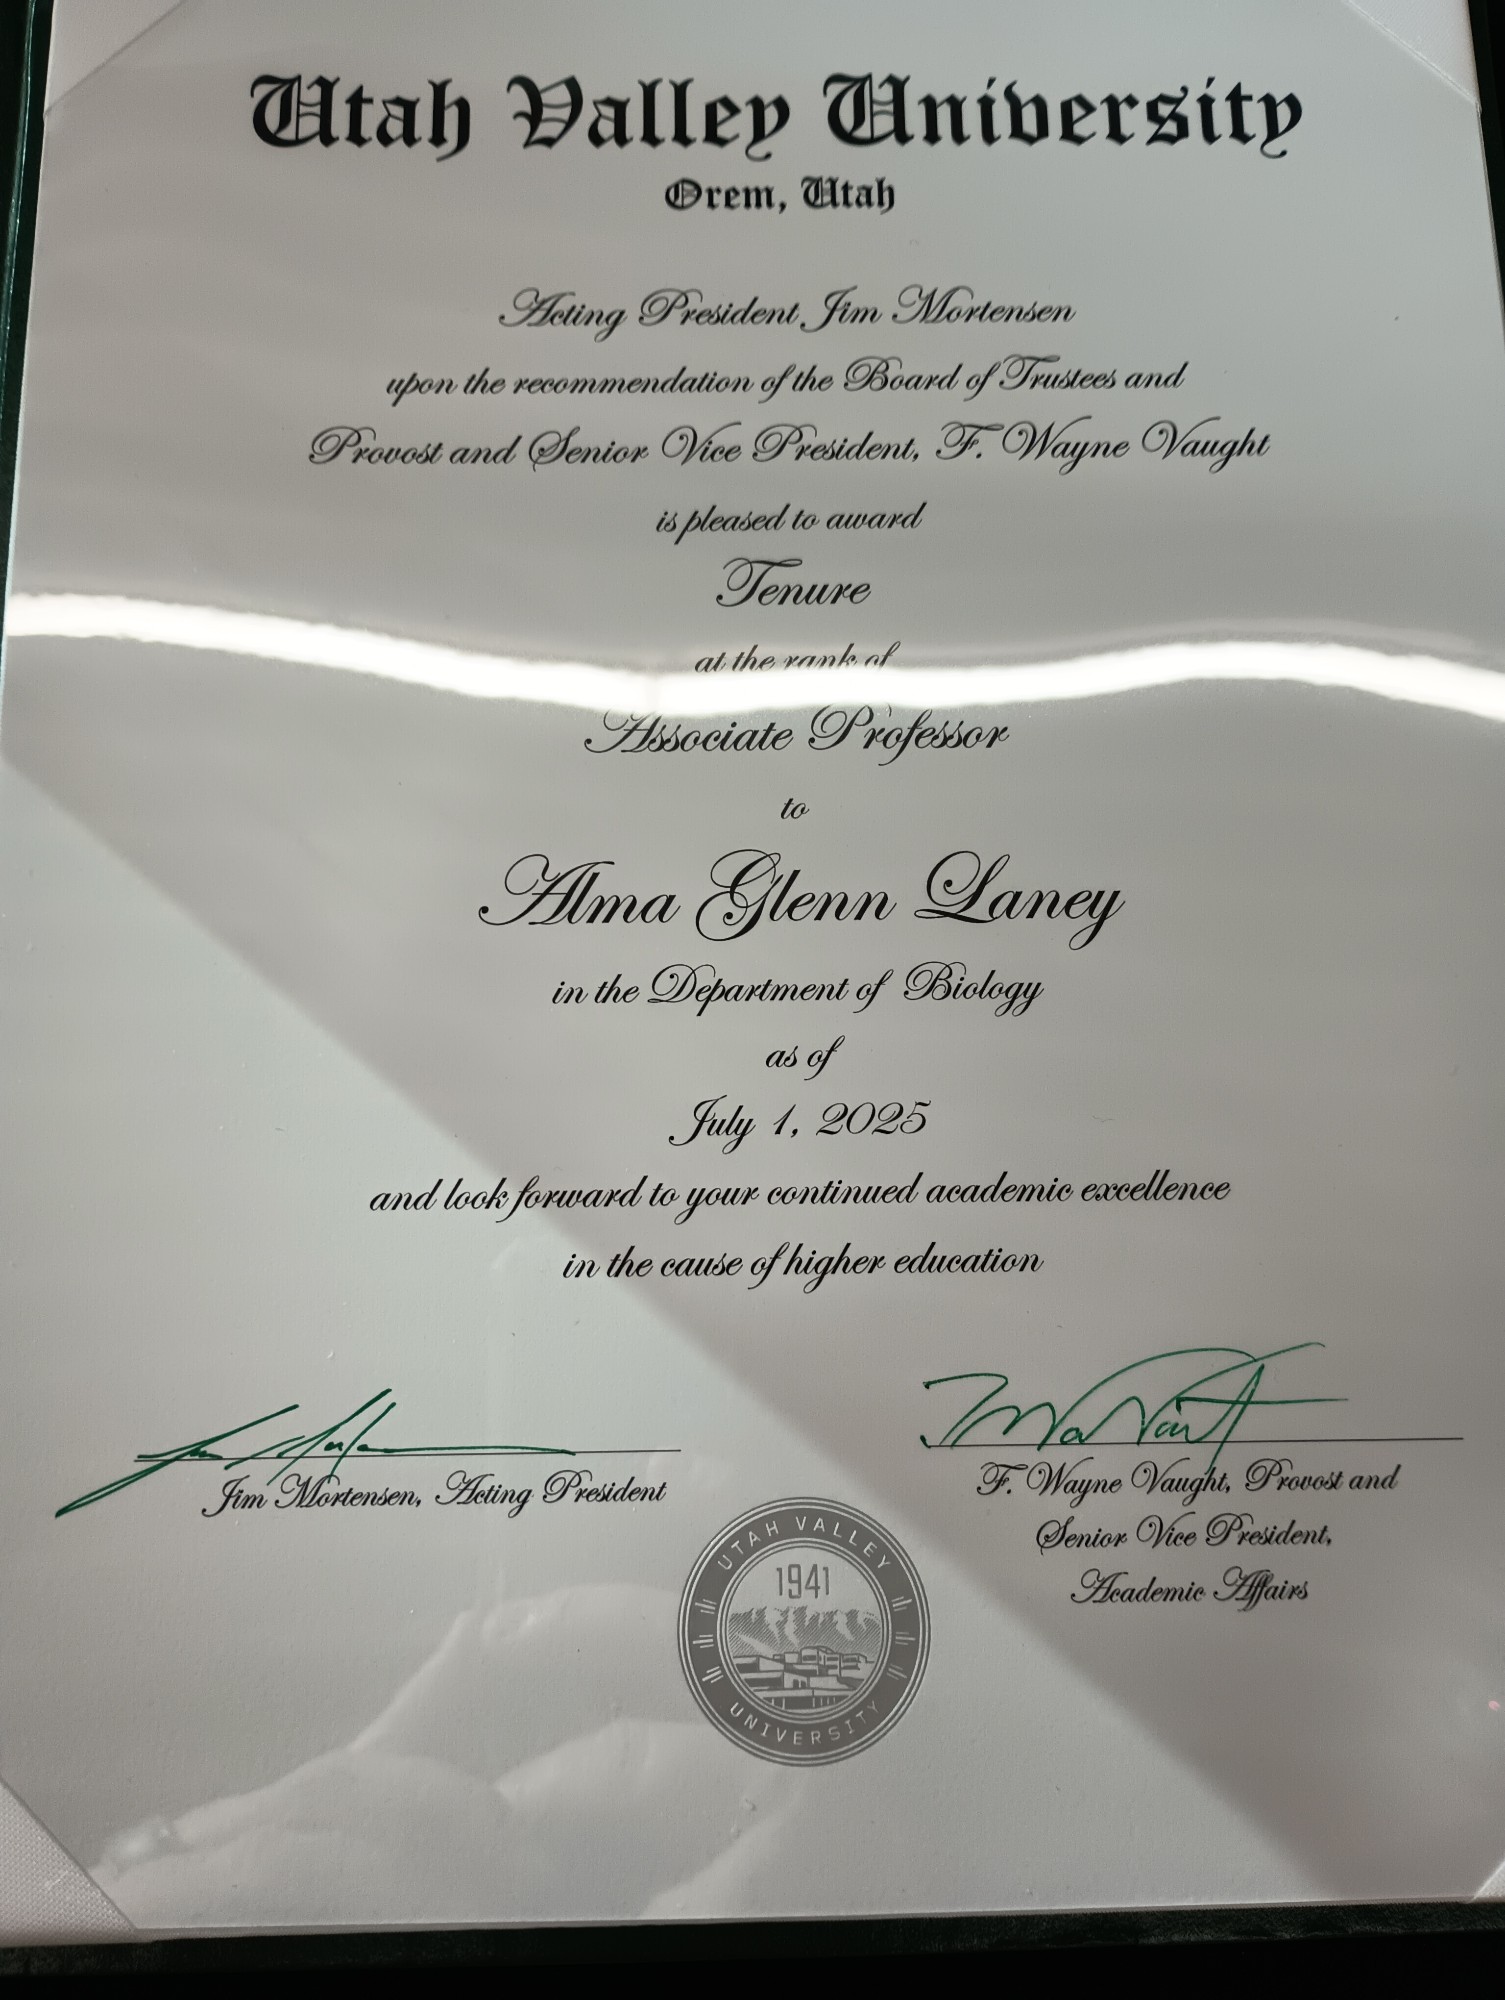 Utah Valley University
Orem, Utah
Acting President Jim Mortensen
upon the recommendation of the Board of Trustees and
Provost and Senior Vice President, F. Wayne Vaught
is pleased to award
Tenure
at the rank of
Associate Professor
to
Alma Glenn Laney
in the Department of Biology
as of
July 1, 2025
and look forward to your continued academic excellence
in the cause of higher education
Jim Mortensen, Acting President
F. Wayne Vaught, Provost and
Senior Vice President,
Academic Affairs
UTAH VALLEY
1941
UNIVERSITY